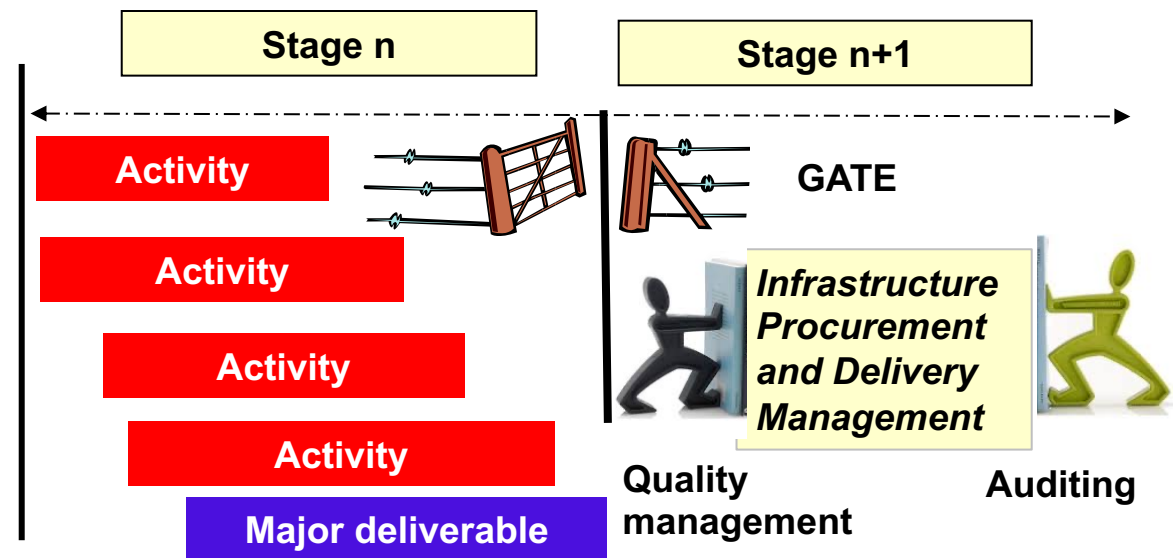 Stage n
Stage n+1
Activity
GATE
Activity
Infrastructure
Procurement
and Delivery
Management
Activity
Activity
Quality
management
Auditing
Major deliverable